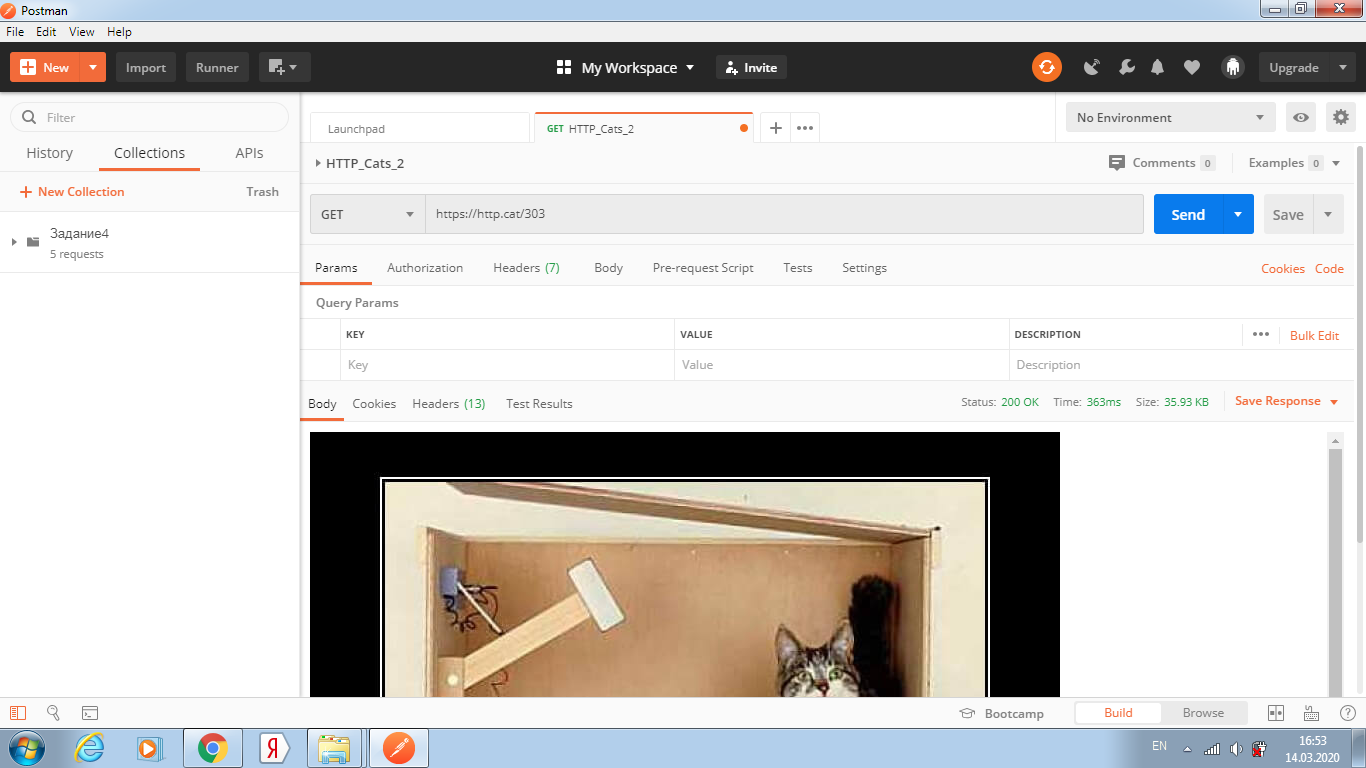 Postman
File Edit View Help
New Import Runner My Workspace Invite Upgrade
Filter
History Collections APIs
New Collection Trash
Задание4
5 requests
Launchpad GET HTTP_Cats_2 No Environment
HTTP_Cats_2 Comments 0 Examples 0
GET https://http.cat/303 Send Save
Params Authorization Headers (7) Body Pre-request Script Tests Settings Cookies Code
Query Params
KEY VALUE DESCRIPTION Bulk Edit
Key Value Description
Body Cookies Headers (13) Test Results Status: 200 OK Time: 363ms Size: 35.93 KB Save Response
Bootcamp Build Browse
Я EN 16:53
14.03.2020